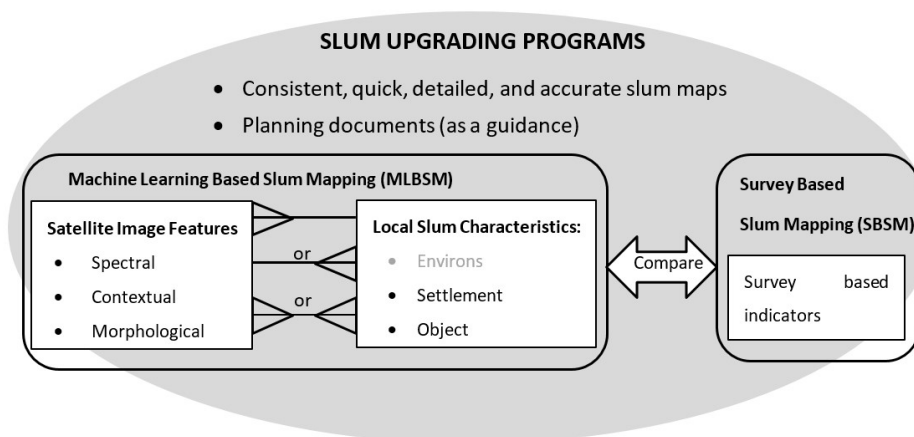 SLUM UPGRADING PROGRAMS
• Consistent, quick, detailed, and accurate slum maps
• Planning documents (as a guidance)
Machine Learning Based Slum Mapping (MLBSM)
Satellite Image Features
• Spectral
• Contextual
• Morphological
or
or
Local Slum Characteristics:
• Environs
• Settlement
• Object
Compare
Survey Based
Slum Mapping (SBSM)
Survey based
indicators